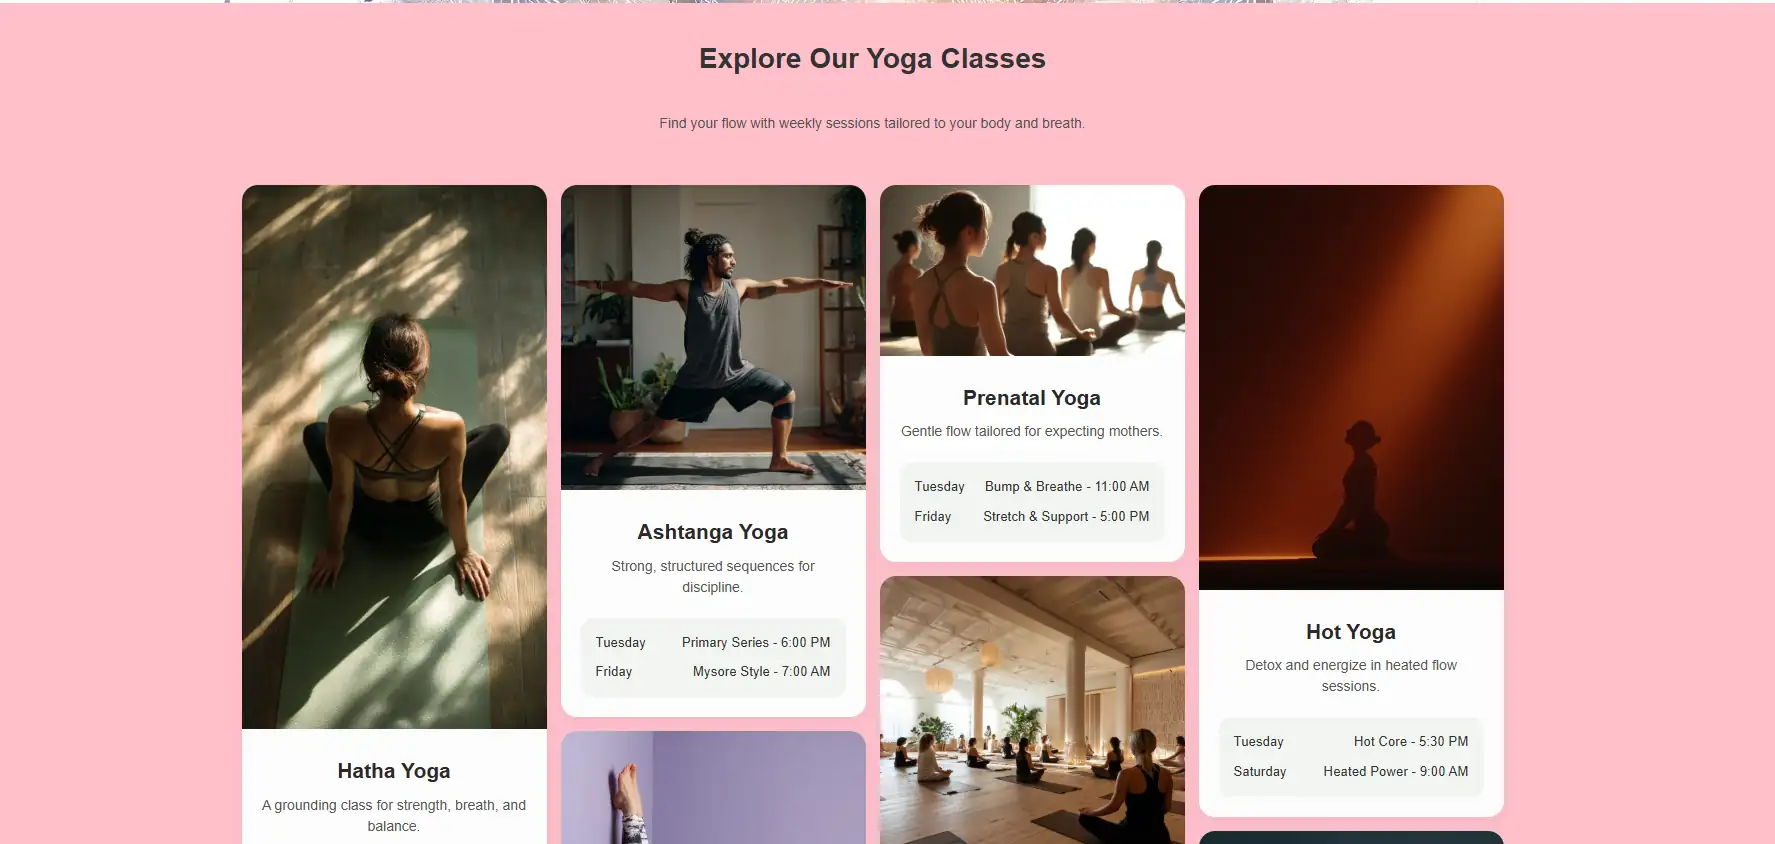 Explore Our Yoga Classes
Find your flow with weekly sessions tailored to your body and breath.
Hatha Yoga
A grounding class for strength, breath, and
balance.
Ashtanga Yoga
Strong, structured sequences for
discipline.
Tuesday Primary Series - 6:00 PM
Friday Mysore Style - 7:00 AM
Prenatal Yoga
Gentle flow tailored for expecting mothers.
Tuesday Bump & Breathe - 11:00 AM
Friday Stretch & Support - 5:00 PM
Hot Yoga
Detox and energize in heated flow
sessions.
Tuesday Hot Core - 5:30 PM
Saturday Heated Power - 9:00 AM